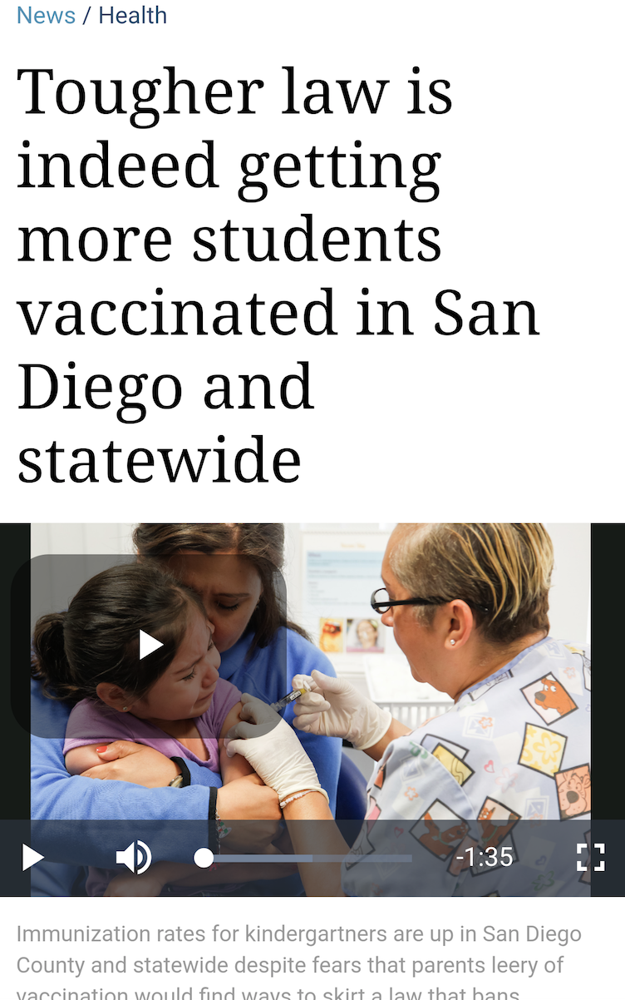 News / Health
Tougher law is
indeed getting
more students
vaccinated in San
Diego and
statewide
-1:35
Immunization rates for kindergartners are up in San Diego
County and statewide despite fears that parents leery of
vaccination would find ways to skirt a law that bans